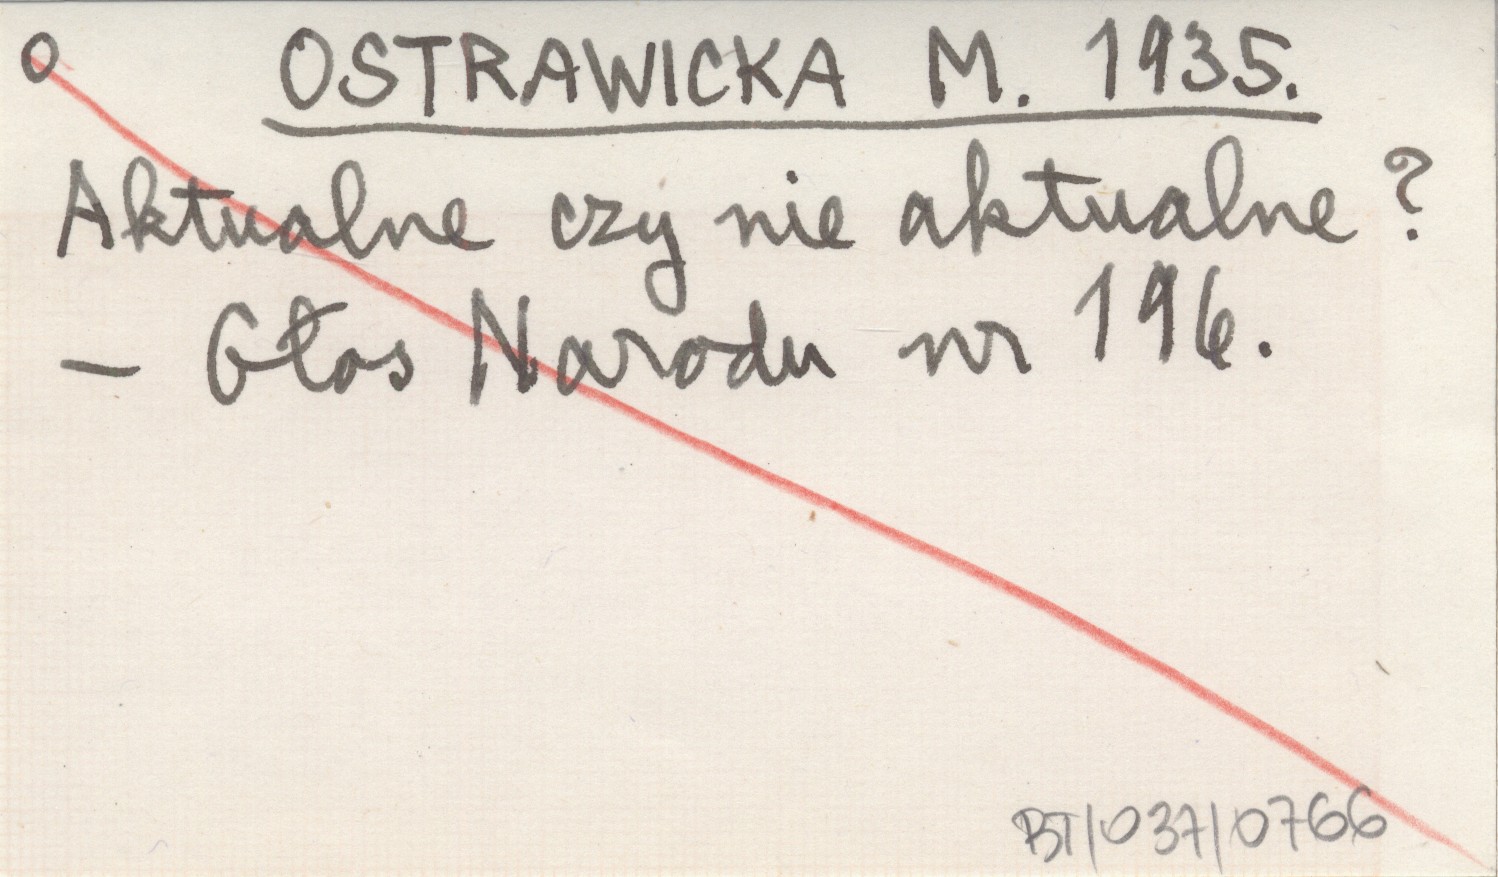 O
OSTRAWICKA M. 1935.
Aktualne czy nie aktualne?
— Głos Narodu nr 196.
BT/037/0766